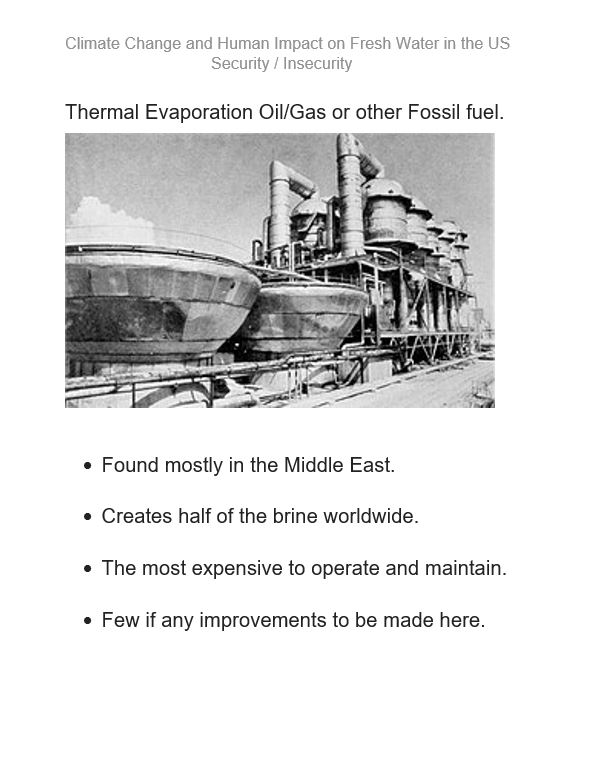 Climate Change and Human Impact on Fresh Water in the US
Security / Insecurity
Thermal Evaporation Oil/Gas or other Fossil fuel.
• Found mostly in the Middle East.
• Creates half of the brine worldwide.
• The most expensive to operate and maintain.
• Few if any improvements to be made here.